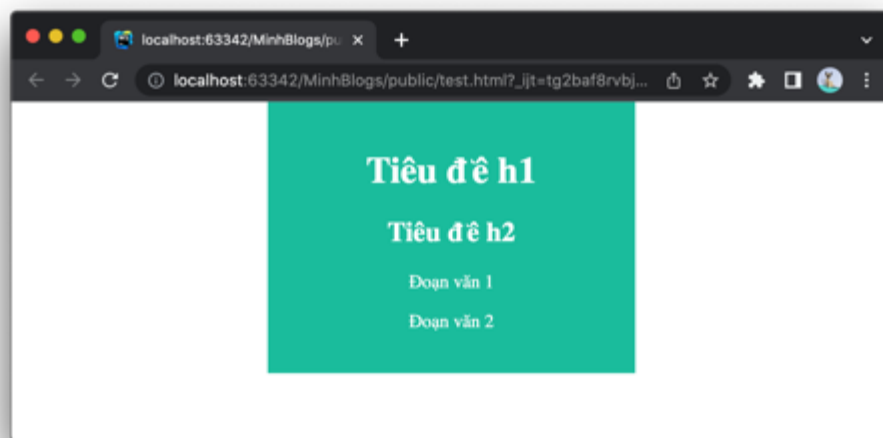 localhost:63342/MinhBlogs/pu
localhost:63342/MinhBlogs/public/test.html?_ijt=tg2baf8rvbj...
Tiêu đề h1
Tiêu đề h2
Đoạn văn 1
Đoạn văn 2